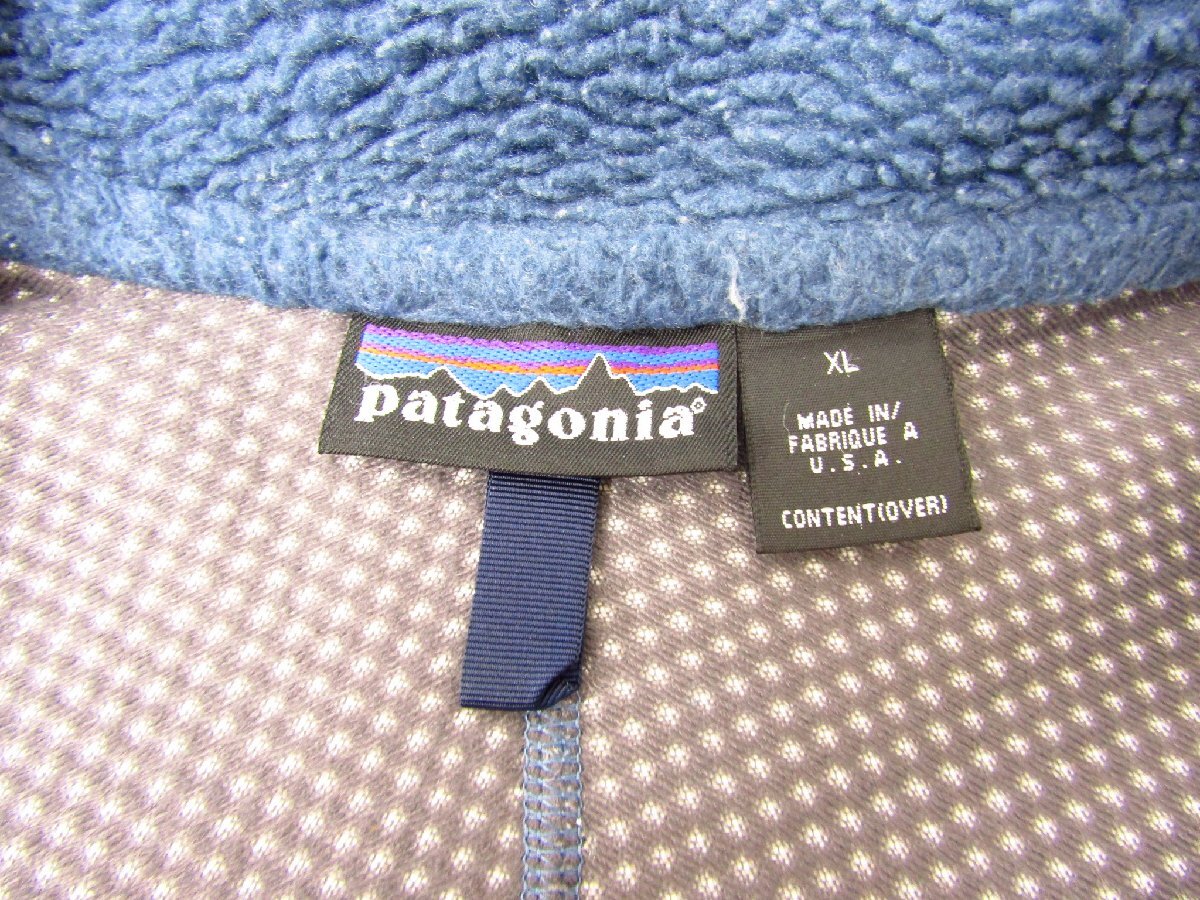 patagonia®
XL
MADE IN/
FABRIQUE A
U.S.A.
CONTENT(OVER)